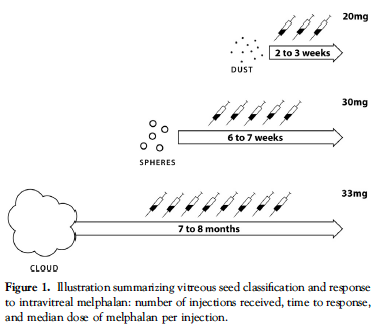 20mg
2 to 3 weeks
DUST
30mg
6 to 7 weeks
SPHERES
33mg
7 to 8 months
CLOUD
Figure 1. Illustration summarizing vitreous seed classification and response
to intravitreal melphalan: number of injections received, time to response,
and median dose of melphalan per injection.